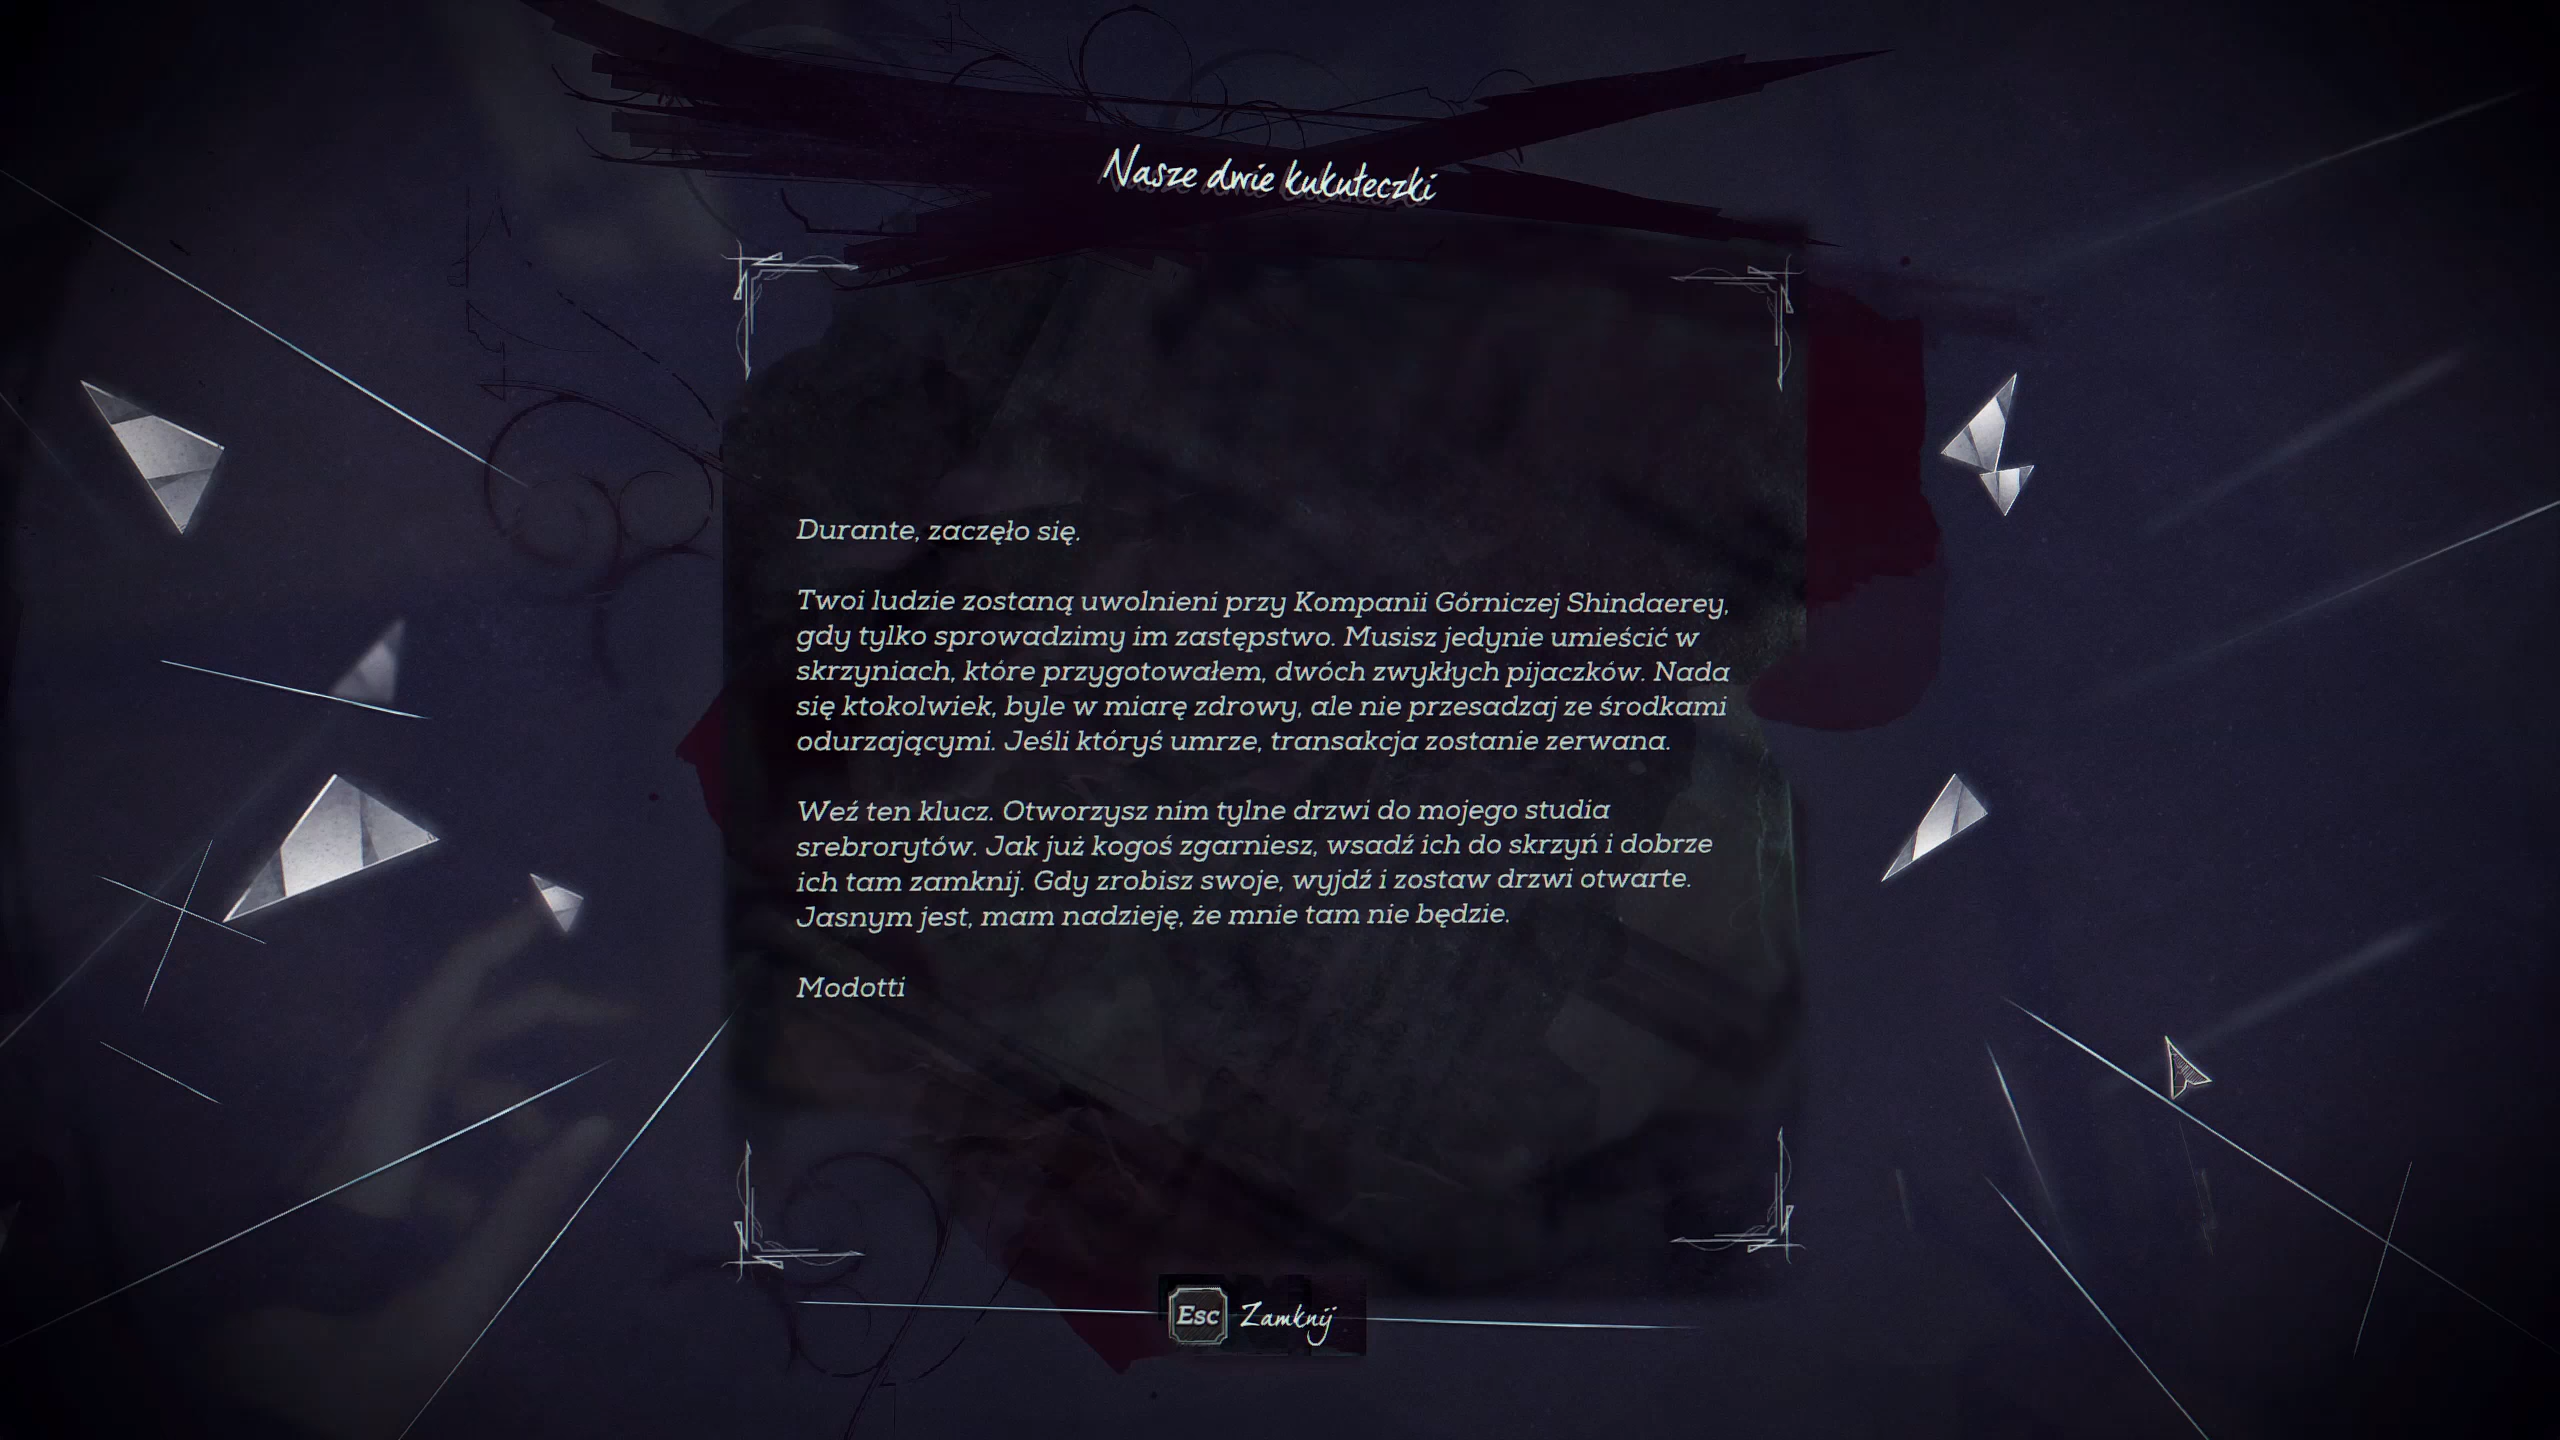 Nasze dwie kukułeczki
Durante, zaczęło się.
Twoi ludzie zostaną uwolnieni przy Kompanii Górniczej Shindaerey,
gdy tylko sprowadzimy im zastępstwo. Musisz jedynie umieścić w
skrzyniach, które przygotowałem, dwóch zwykłych pijaczków. Nada
się ktokolwiek, byle w miarę zdrowy, ale nie przesadzaj ze środkami
odurzającymi. Jeśli któryś umrze, transakcja zostanie zerwana.
Weź ten klucz. Otworzysz nim tylne drzwi do mojego studia
srebrorytów. Jak już kogoś zgarniesz, wsadź ich do skrzyń i dobrze
ich tam zamknij. Gdy zrobisz swoje, wyjdź i zostaw drzwi otwarte.
Jasnym jest, mam nadzieję, że mnie tam nie będzie.
Modotti
Esc Zamknij